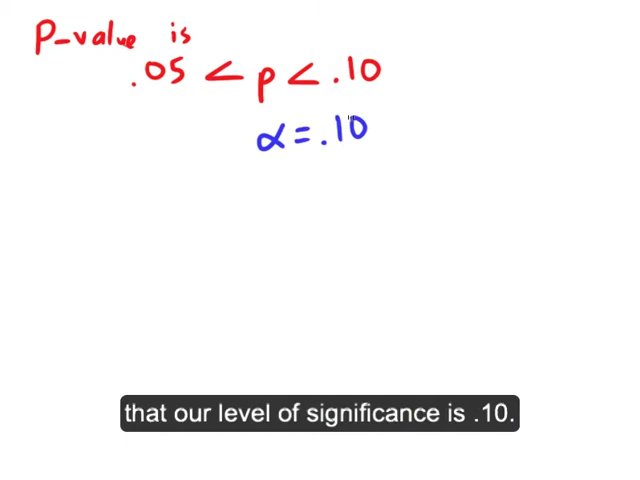 P-value is
.05 < p < .10
α = .10
that our level of significance is .10.